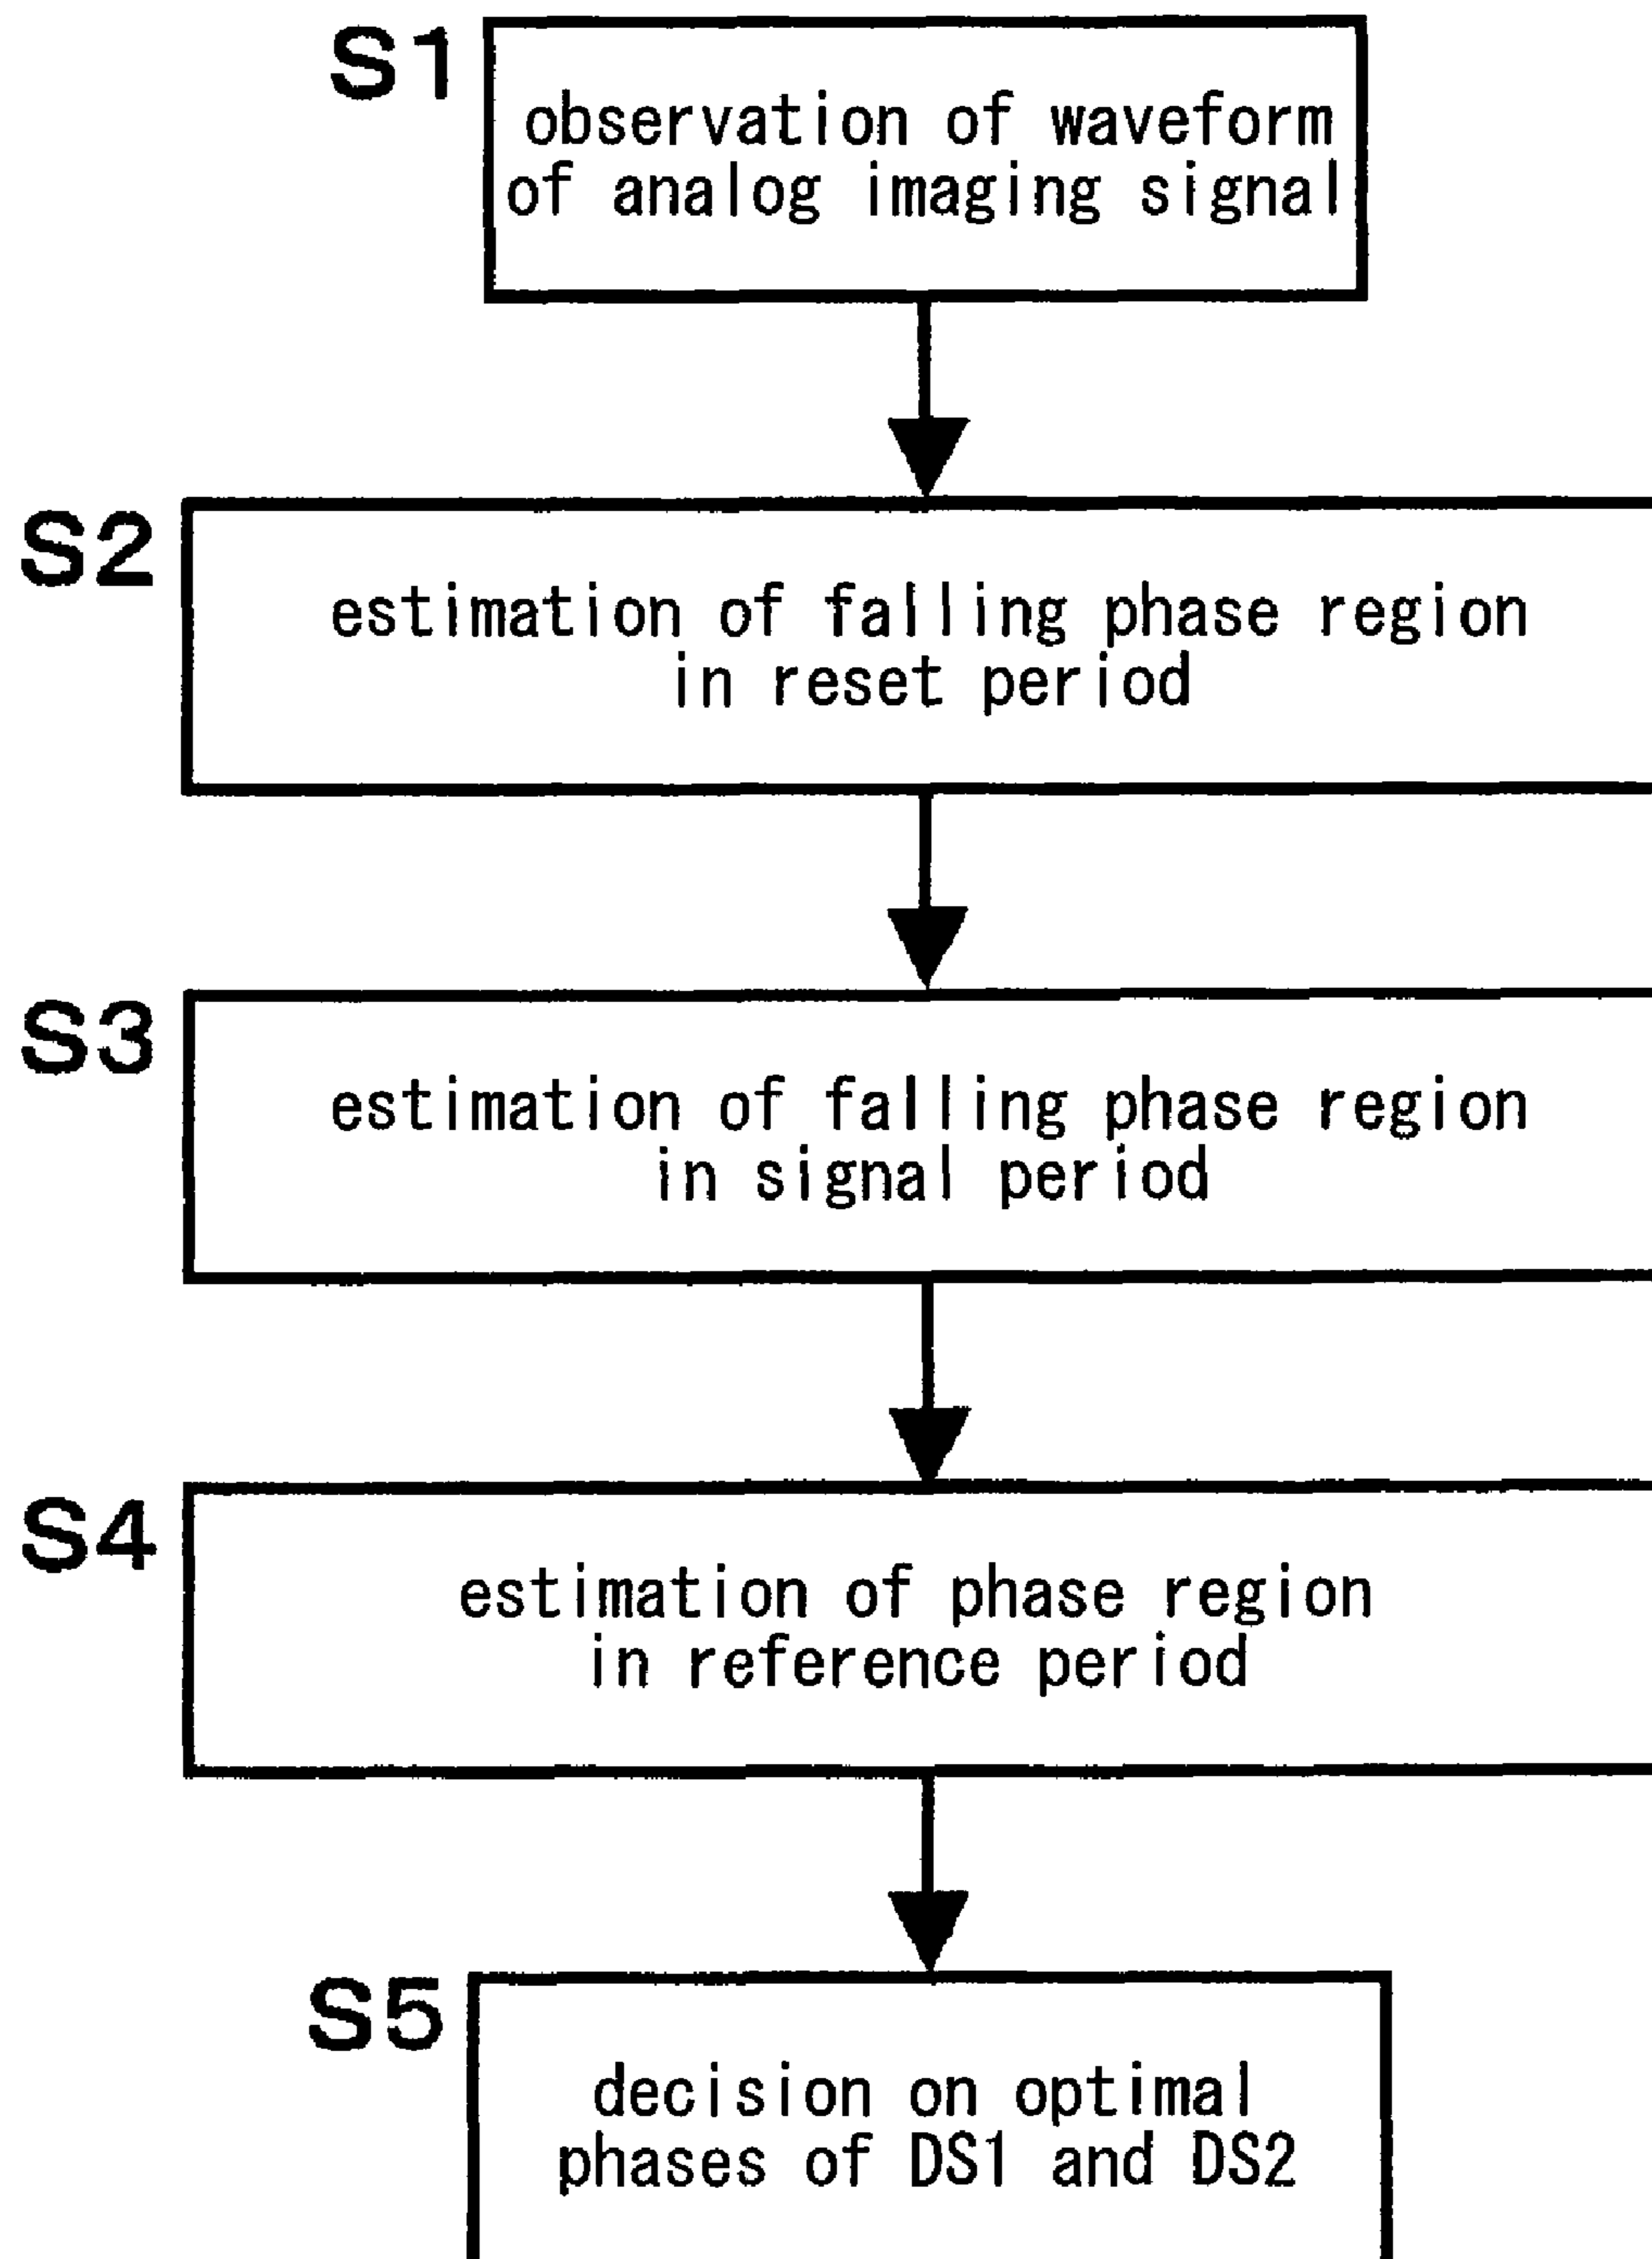 S1
observation of waveform
of analog imaging signal
S2
estimation of falling phase region
in reset period
S3
estimation of falling phase region
in signal period
S4
estimation of phase region
in reference period
S5
decision on optimal
phases of DS1 and DS2